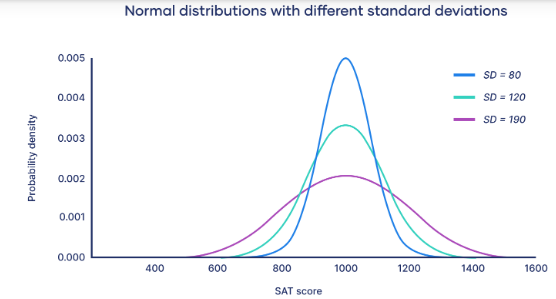 Normal distributions with different standard deviations
0.005
0.004
0.003
0.002
0.001
0.000
Probability density
SD = 80
SD = 120
SD = 190
400 600 800 1000 1200 1400 1600
SAT score